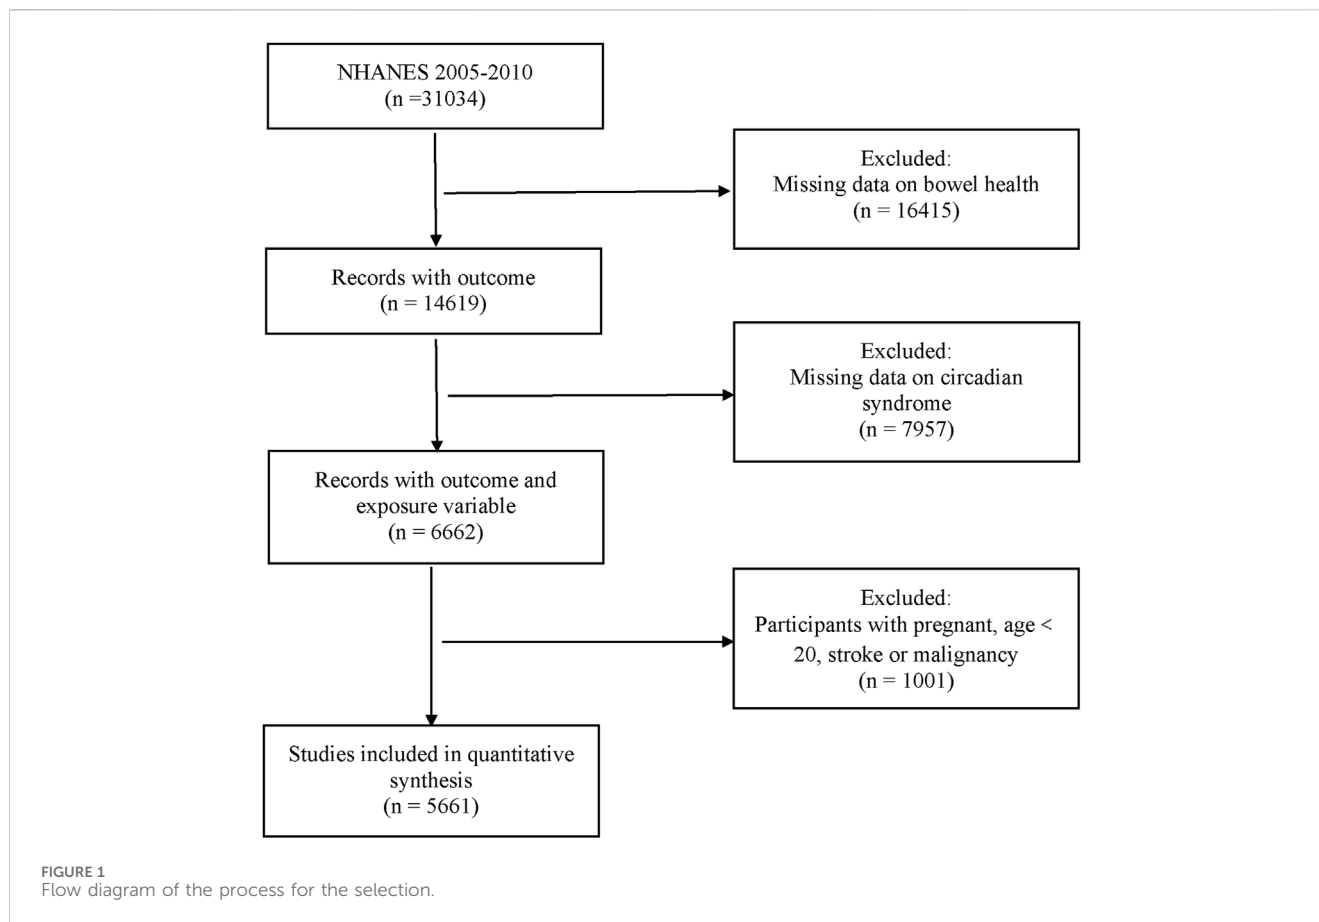 NHANES 2005-2010
(n =31034)
Excluded:
Missing data on bowel health
(n = 16415)
Records with outcome
(n = 14619)
Excluded:
Missing data on circadian
syndrome
(n = 7957)
Records with outcome and
exposure variable
(n = 6662)
Excluded:
Participants with pregnant, age <
20, stroke or malignancy
(n = 1001)
Studies included in quantitative
synthesis
(n = 5661)
FIGURE 1
Flow diagram of the process for the selection.